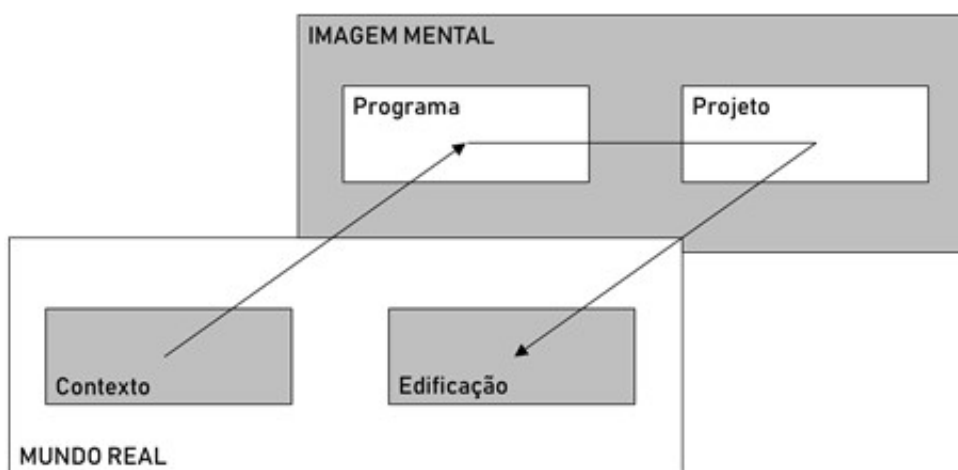 IMAGEM MENTAL
Programa
Projeto
Contexto
Edificação
MUNDO REAL